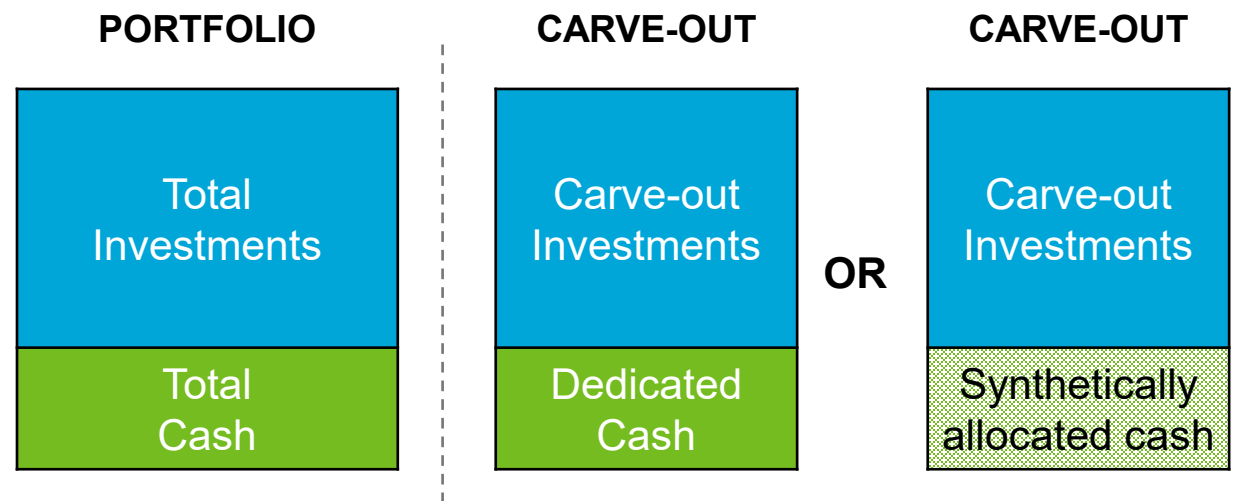 PORTFOLIO
Total
Investments
Total
Cash
CARVE-OUT
Carve-out
Investments
Dedicated
Cash
OR
CARVE-OUT
Carve-out
Investments
Synthetically
allocated cash